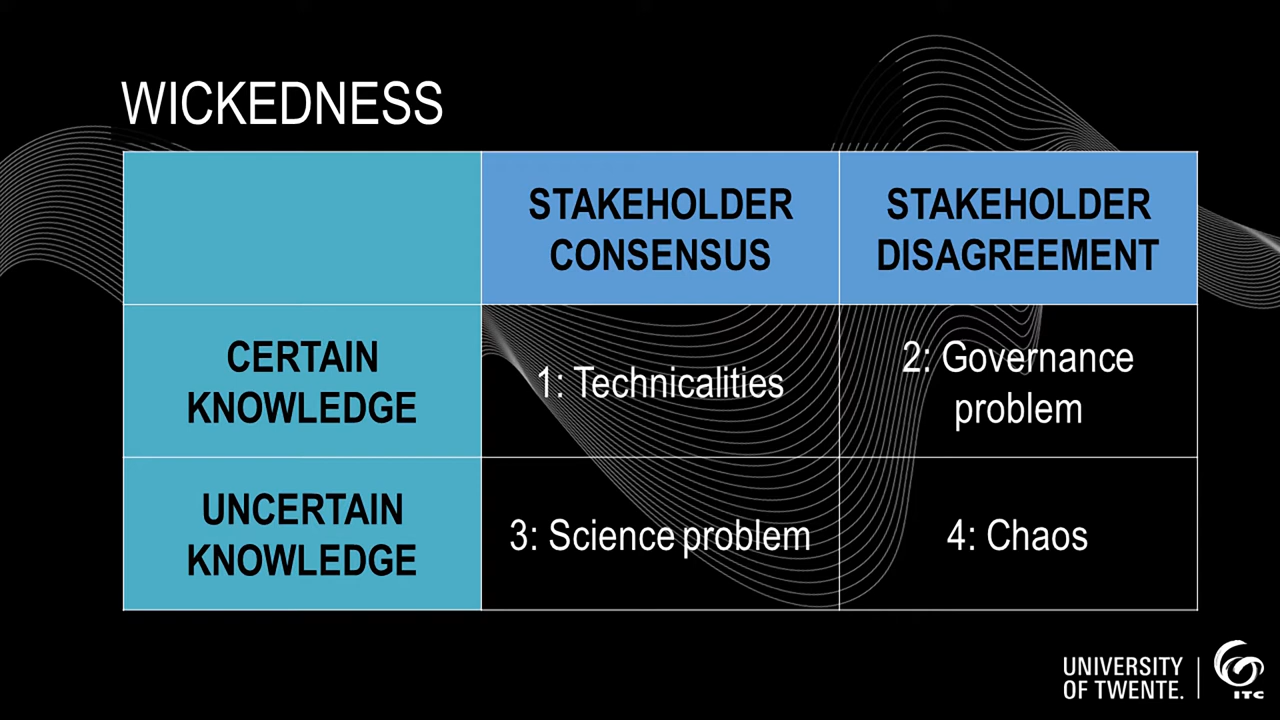 WICKEDNESS
STAKEHOLDER
CONSENSUS
STAKEHOLDER
DISAGREEMENT
CERTAIN
KNOWLEDGE
1: Technicalities
2: Governance
problem
UNCERTAIN
KNOWLEDGE
3: Science problem
4: Chaos
UNIVERSITY
OF TWENTE.
ITC